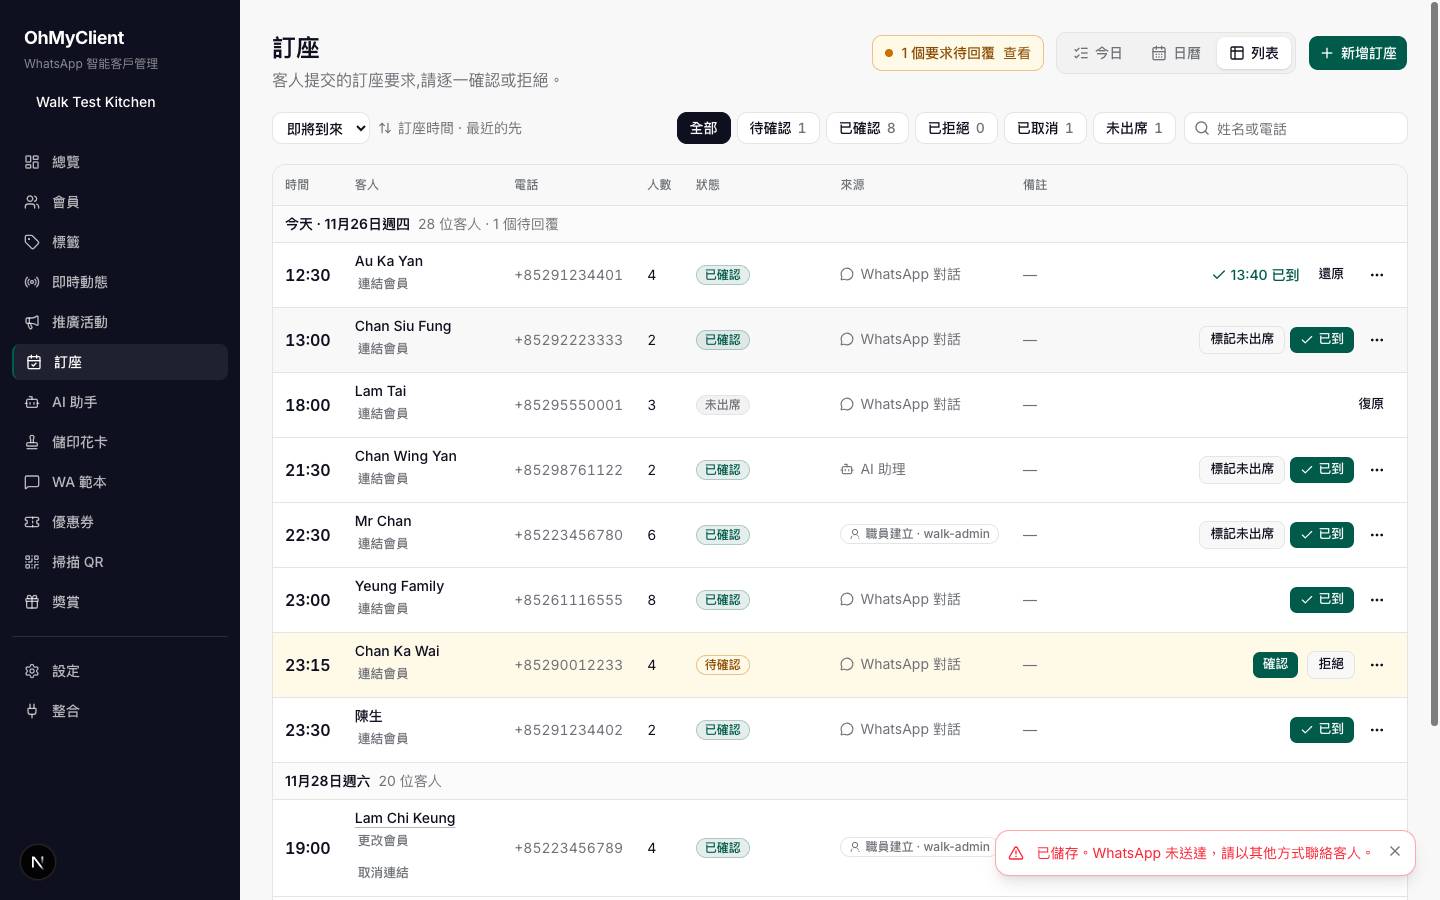 OhMyClient
WhatsApp 智能客戶管理
Walk Test Kitchen
總覽
會員
標籤
即時動態
推廣活動
訂座
AI 助手
儲印花卡
WA 範本
優惠券
掃描 QR
獎賞
設定
整合
N
訂座
客人提交的訂座要求,請逐一確認或拒絕。
1 個要求待回覆 查看
今日
日曆
列表
新增訂座
即將到來
訂座時間 · 最近的先
全部
待確認 1
已確認 8
已拒絕 0
已取消 1
未出席 1
姓名或電話
時間 客人 電話 人數 狀態 來源 備註
今天 · 11月26日週四 28 位客人 · 1 個待回覆
12:30 Au Ka Yan +85291234401 4 已確認 WhatsApp 對話 — 13:40 已到 還原
連結會員
13:00 Chan Siu Fung +85292223333 2 已確認 WhatsApp 對話 — 標記未出席 已到
連結會員
18:00 Lam Tai +85295550001 3 未出席 WhatsApp 對話 — 復原
連結會員
21:30 Chan Wing Yan +85298761122 2 已確認 AI 助理 — 標記未出席 已到
連結會員
22:30 Mr Chan +85223456780 6 已確認 職員建立 · walk-admin — 標記未出席 已到
連結會員
23:00 Yeung Family +85261116555 8 已確認 WhatsApp 對話 — 已到
連結會員
23:15 Chan Ka Wai +85290012233 4 待確認 WhatsApp 對話 — 確認 拒絕
連結會員
23:30 陳生 +85291234402 2 已確認 WhatsApp 對話 — 已到
連結會員
11月28日週六 20 位客人
19:00 Lam Chi Keung +85223456789 4 已確認 職員建立 · walk-admin
更改會員
取消連結
已儲存。WhatsApp 未送達，請以其他方式聯絡客人。